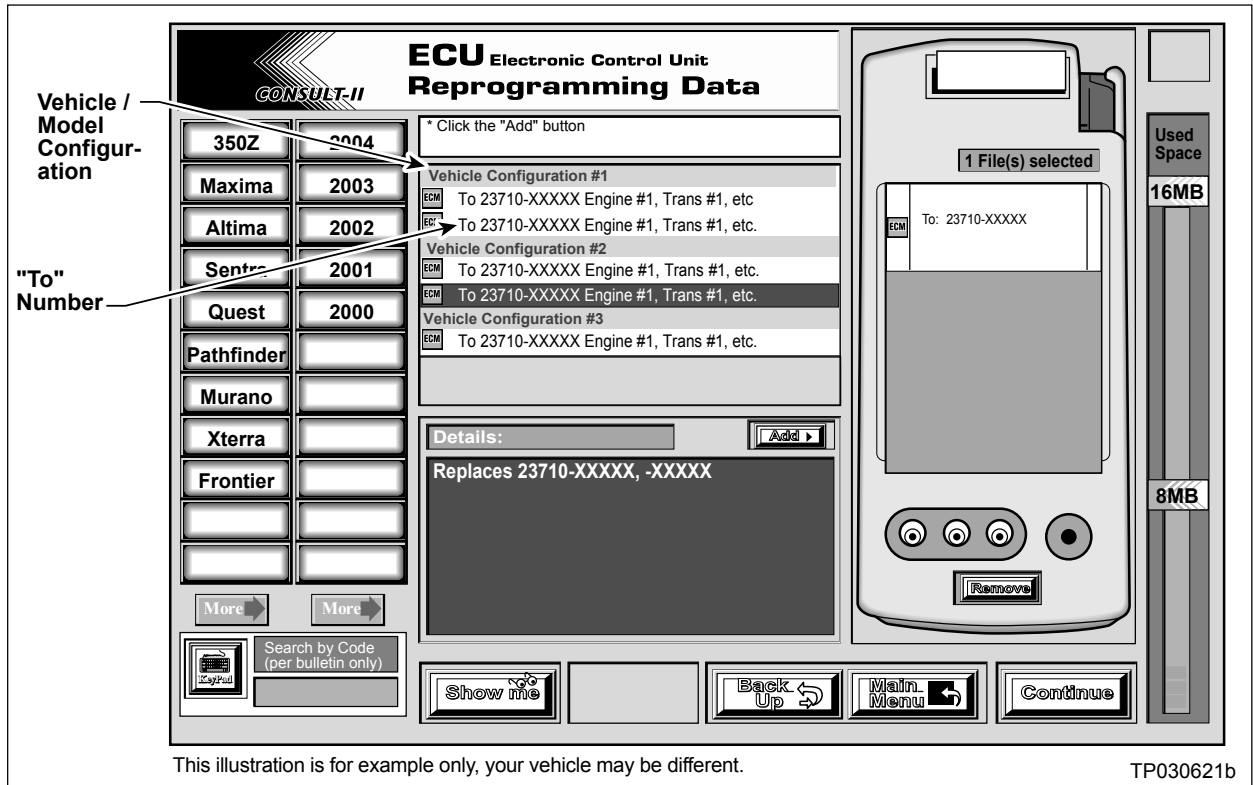 Vehicle /
Model
Configur-
ation
"To"
Number
CONSULT-II
ECU Electronic Control Unit
Reprogramming Data
350Z
Maxima
Altima
Sentra
Quest
Pathfinder
Murano
Xterra
Frontier
More
2004
2003
2002
2001
2000
More
KeyPad
Search by Code
(per bulletin only)
* Click the "Add" button
Vehicle Configuration #1
ECM To 23710-XXXXX Engine #1, Trans #1, etc
ECM To 23710-XXXXX Engine #1, Trans #1, etc.
Vehicle Configuration #2
ECM To 23710-XXXXX Engine #1, Trans #1, etc.
ECM To 23710-XXXXX Engine #1, Trans #1, etc.
Vehicle Configuration #3
ECM To 23710-XXXXX Engine #1, Trans #1, etc.
Details:
Add
Replaces 23710-XXXXX, -XXXXX
1 File(s) selected
ECM To: 23710-XXXXX
Remove
Used
Space
16MB
8MB
Show me
Back
Up
Main
Menu
Continue
This illustration is for example only, your vehicle may be different.
TP030621b